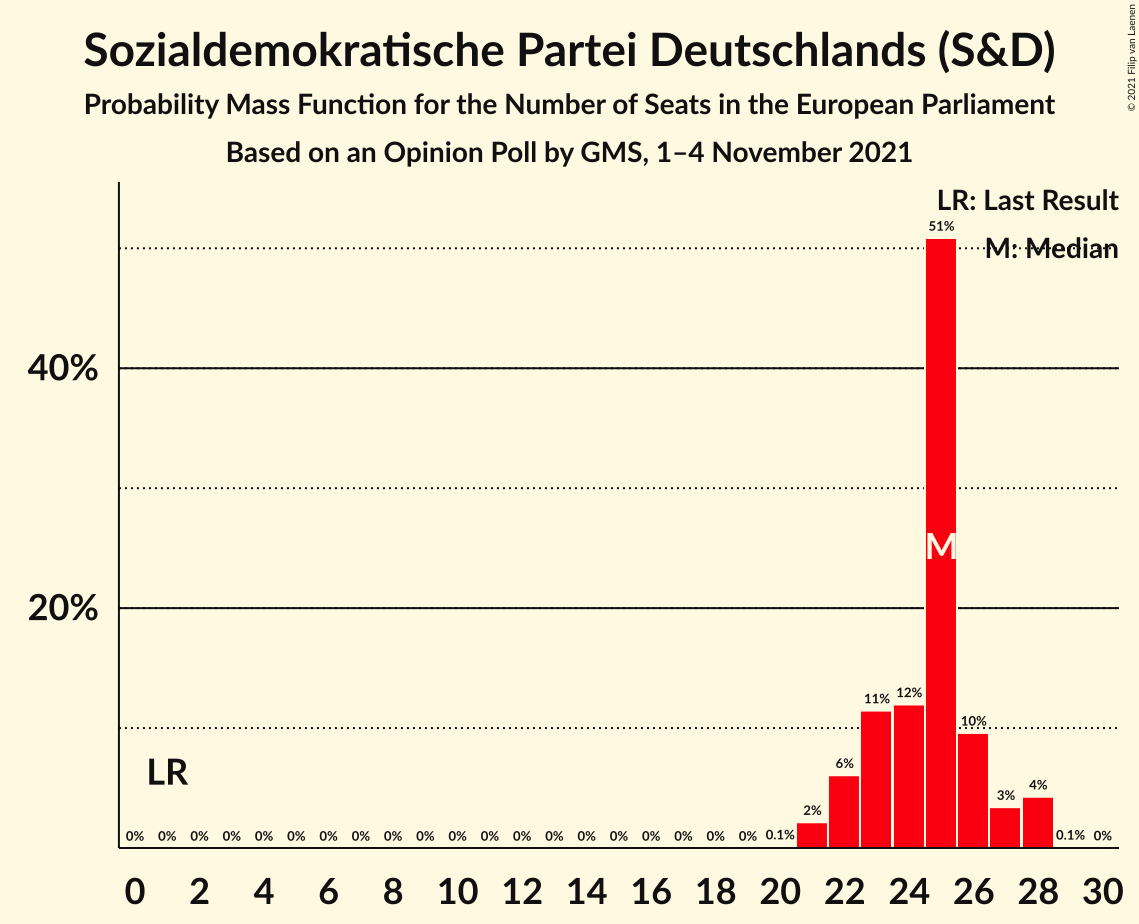 Sozialdemokratische Partei Deutschlands (S&D)
Probability Mass Function for the Number of Seats in the European Parliament
Based on an Opinion Poll by GMS, 1–4 November 2021
© 2021 Filip van Laenen
LR: Last Result
M: Median
51%
40%
M
20%
11% 12% 10%
LR
6%
4%
3%
2%
0% 0% 0% 0% 0% 0% 0% 0% 0% 0% 0% 0% 0% 0% 0% 0% 0% 0% 0% 0% 0.1% 0.1% 0%
0 2 4 6 8 10 12 14 16 18 20 22 24 26 28 30